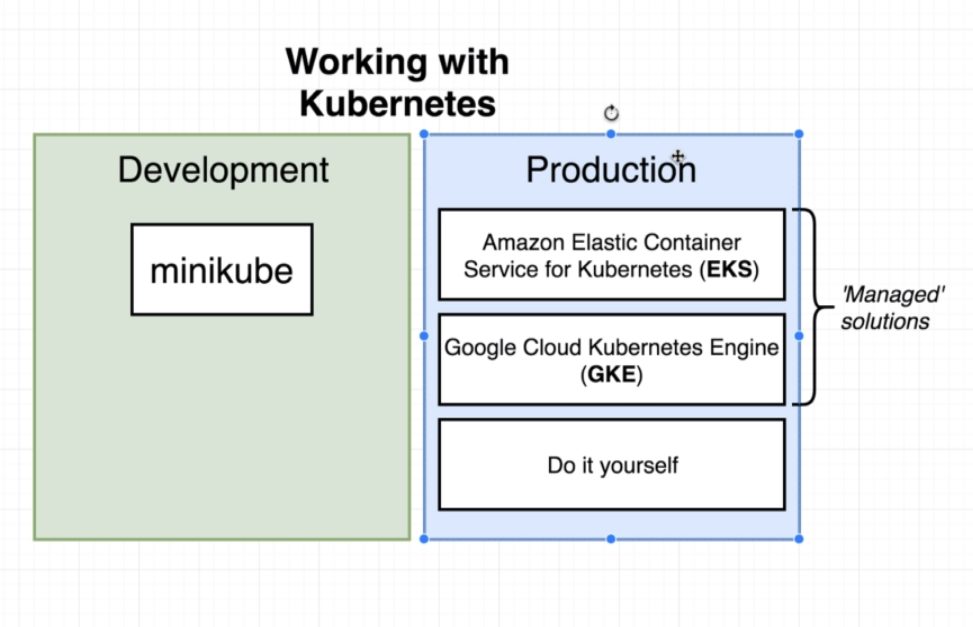 Working with
Kubernetes
Development
minikube
Production
Amazon Elastic Container
Service for Kubernetes (EKS)
Google Cloud Kubernetes Engine
(GKE)
Do it yourself
'Managed'
solutions